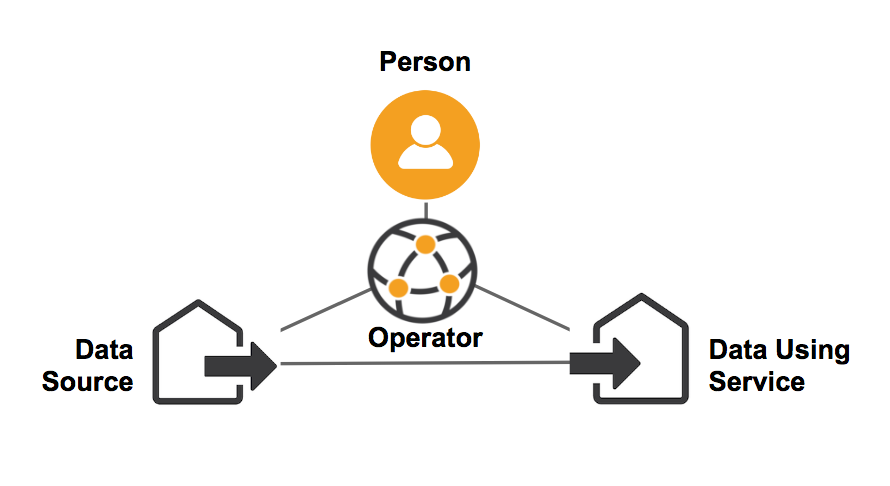 Person
Operator
Data
Source
Data Using
Service